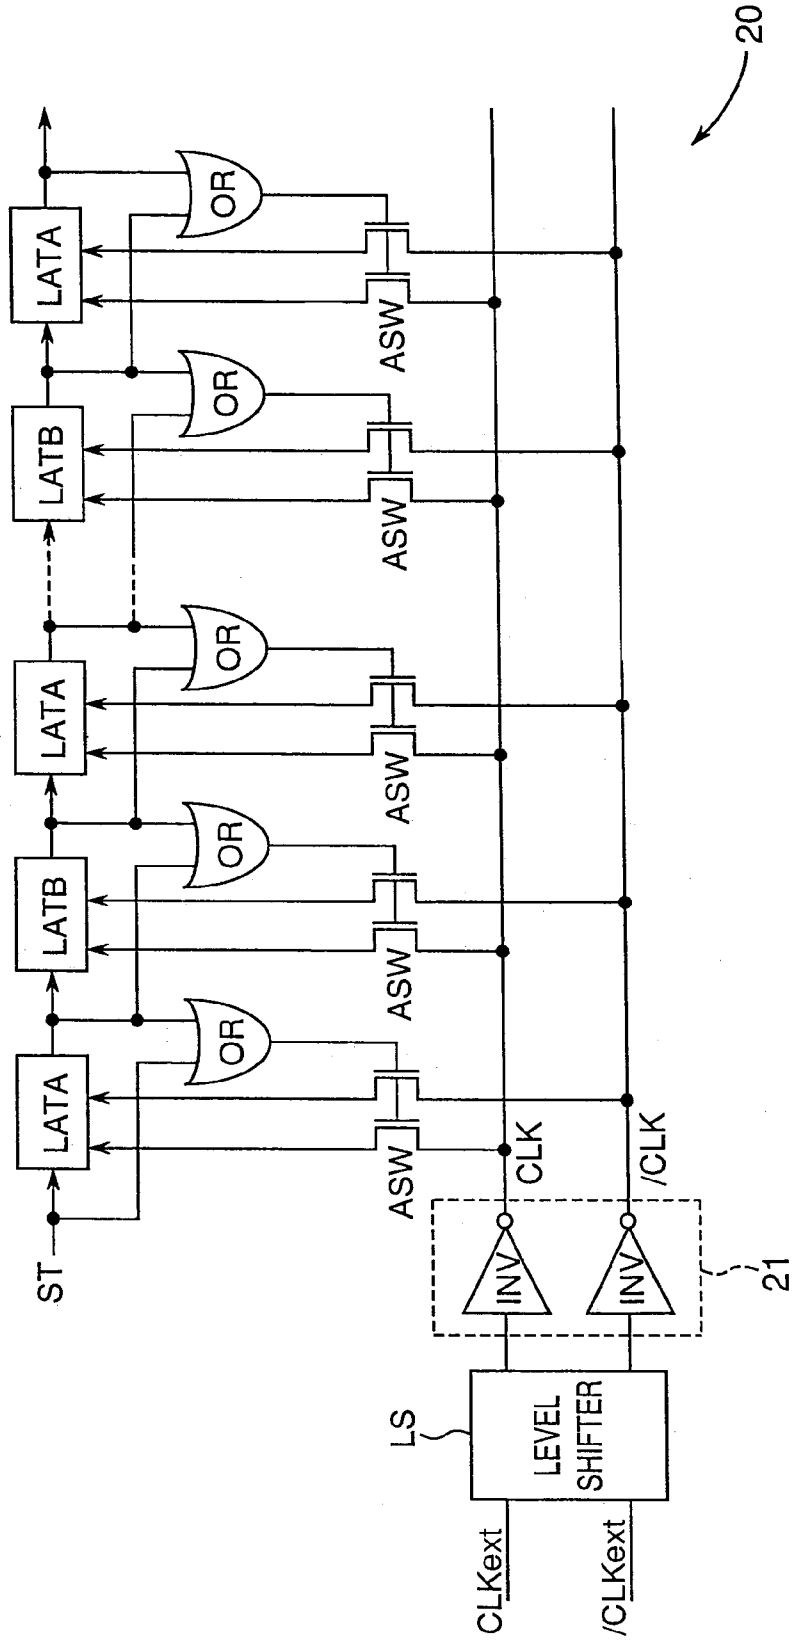 20
ST
LATA
LATB
LATA
LATB
LATA
OR
OR
OR
OR
OR
ASW
ASW
ASW
ASW
ASW
CLK
/CLK
INV
INV
21
LS
LEVEL
SHIFTER
CLKext
/CLKext